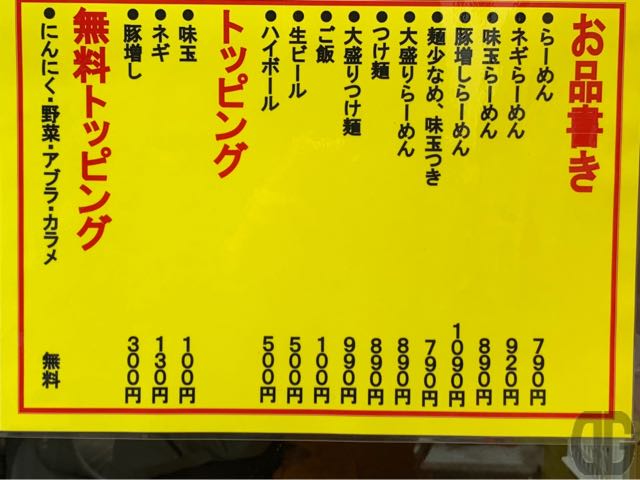 お品書き
●らーめん 790円
●ネギらーめん 920円
●味玉らーめん 890円
●豚増しらーめん 1090円
●麺少なめ、味玉つき 790円
●大盛りらーめん 890円
●つけ麺 890円
●大盛りつけ麺 990円
●ご飯 100円
●生ビール 500円
●ハイボール 500円
トッピング
●味玉 100円
●ネギ 130円
●豚増し 300円
無料トッピング
●にんにく・野菜・アブラ・カラメ 無料